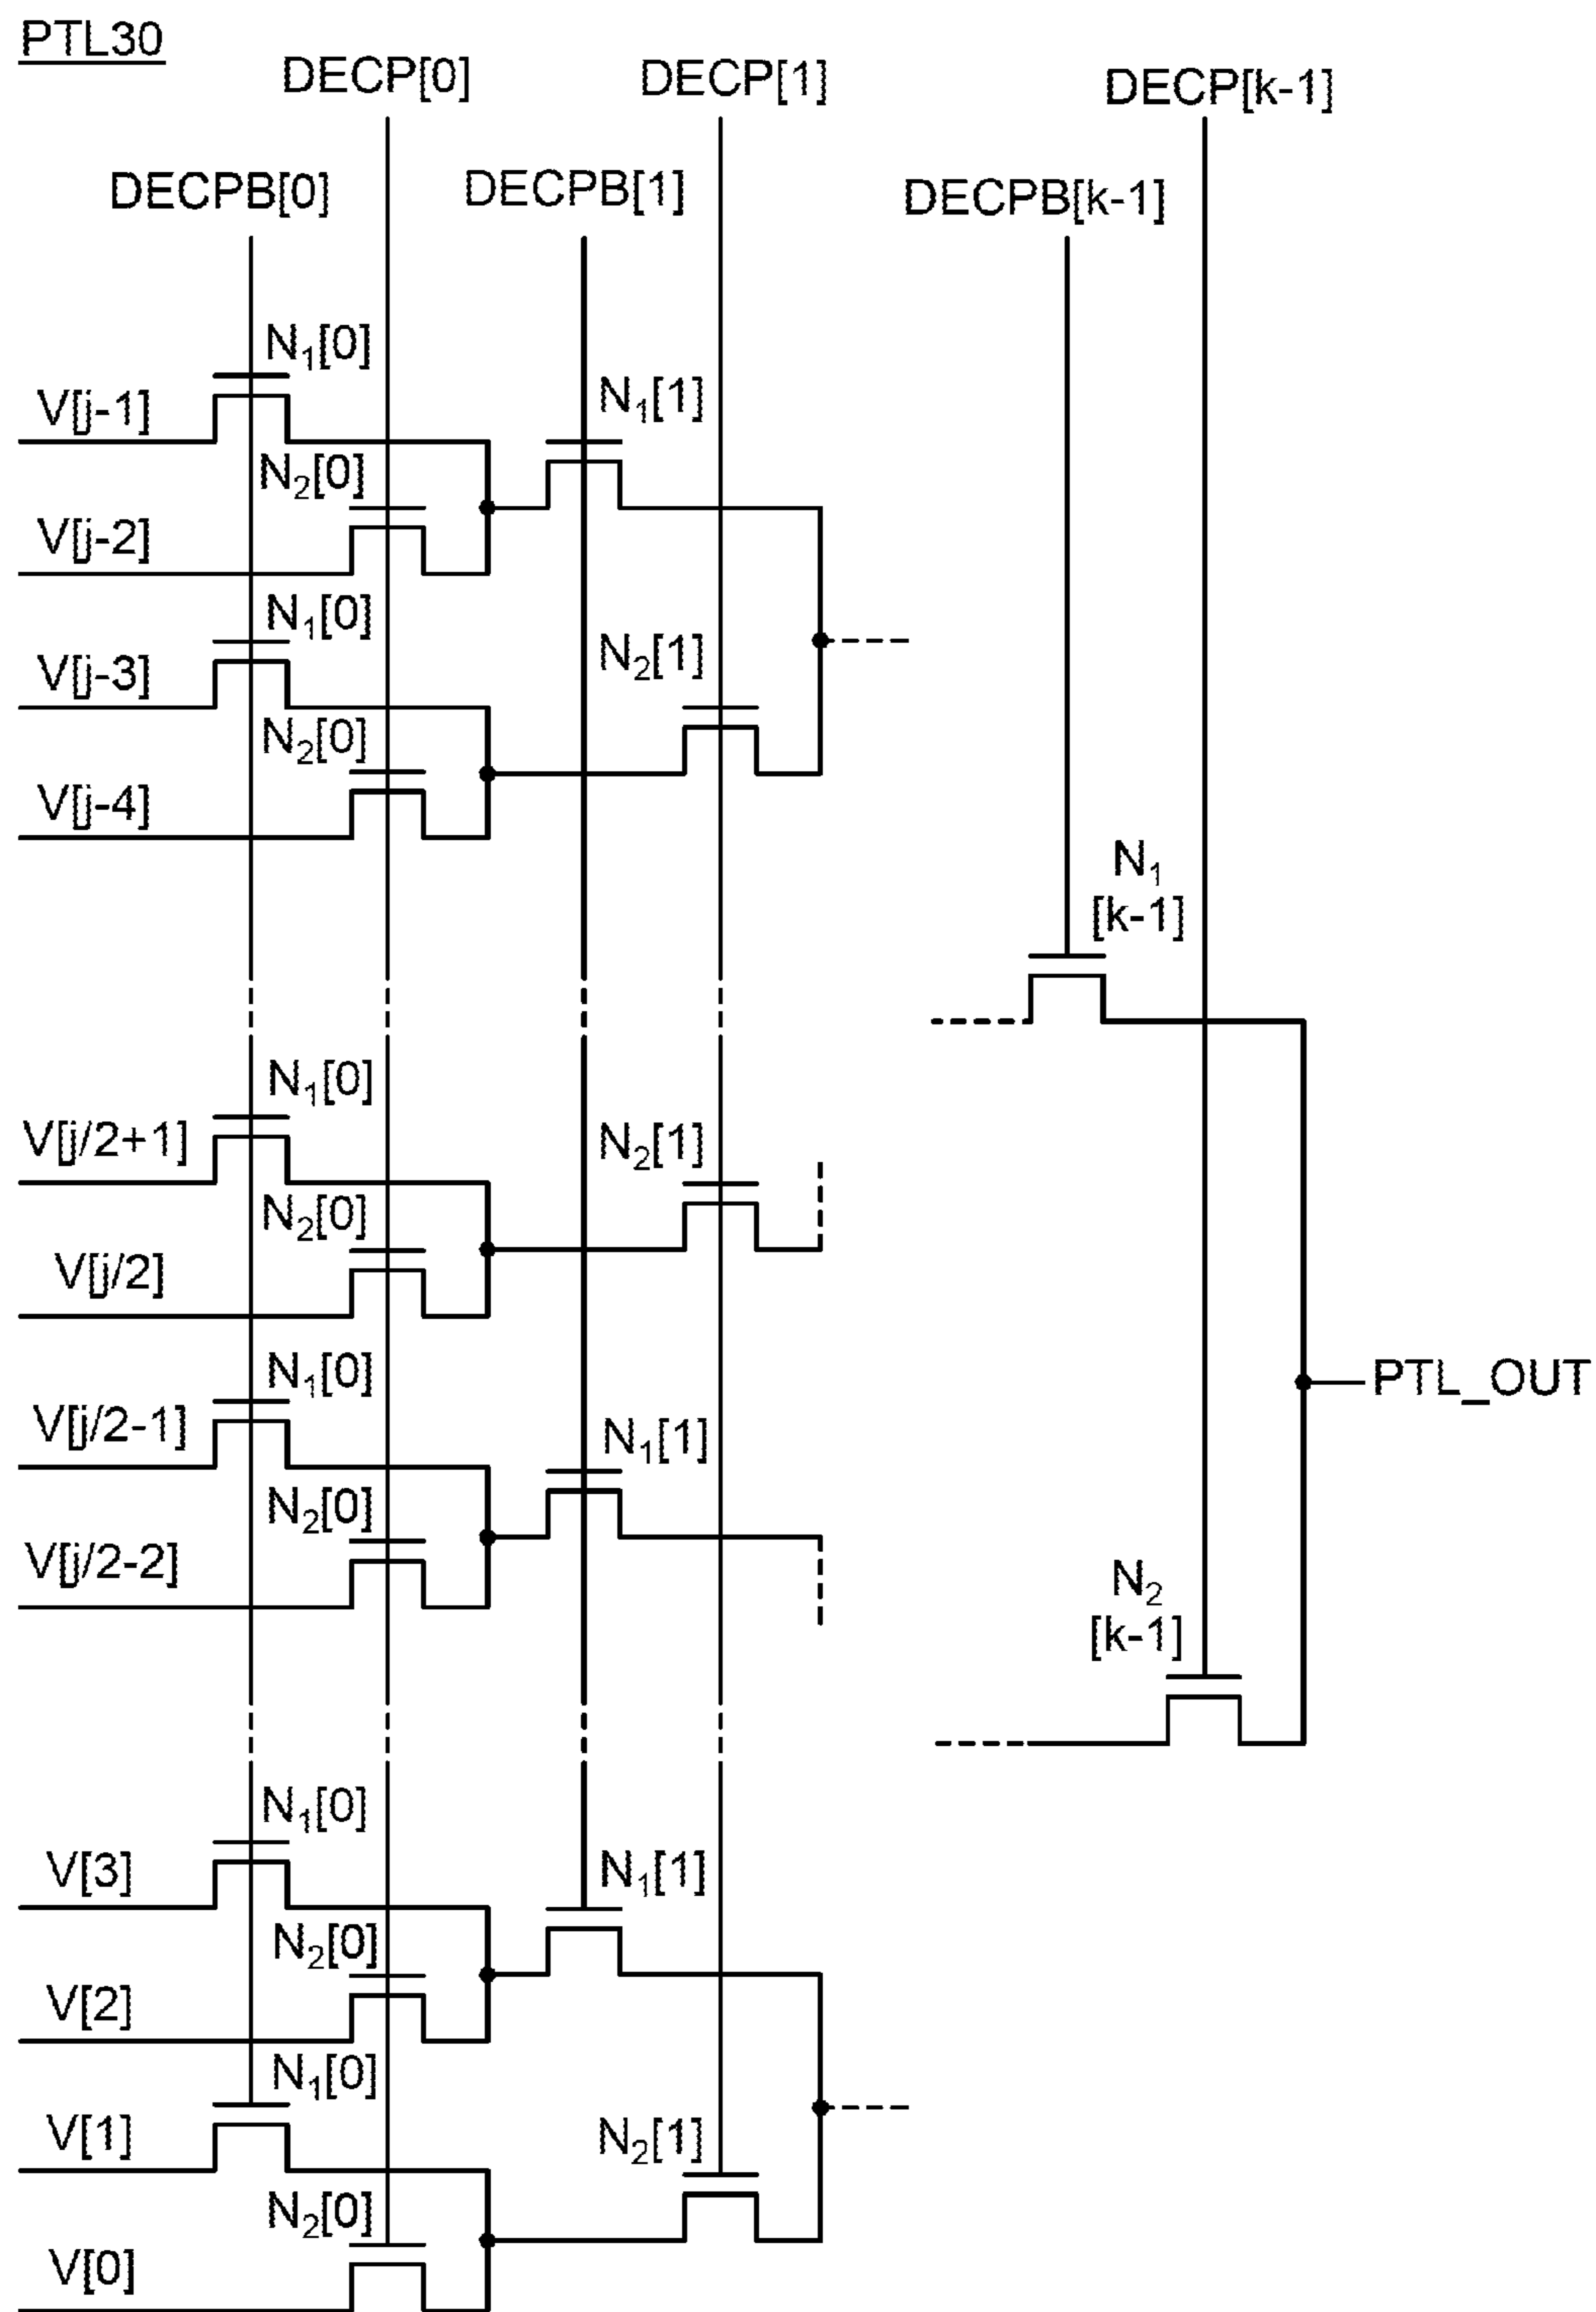 PTL30
DECP[0]
DECP[1]
DECP[k-1]
DECPB[0]
DECPB[1]
DECPB[k-1]
N₁[0]
V[j-1]
N₁[1]
N₂[0]
V[j-2]
N₁[0]
V[j-3]
N₂[1]
N₂[0]
V[j-4]
N₁
[k-1]
N₁[0]
V[j/2+1]
N₂[1]
N₂[0]
V[j/2]
N₁[0]
PTL_OUT
V[j/2-1]
N₁[1]
N₂[0]
V[j/2-2]
N₂
[k-1]
N₁[0]
V[3]
N₁[1]
N₂[0]
V[2]
N₁[0]
V[1]
N₂[1]
N₂[0]
V[0]